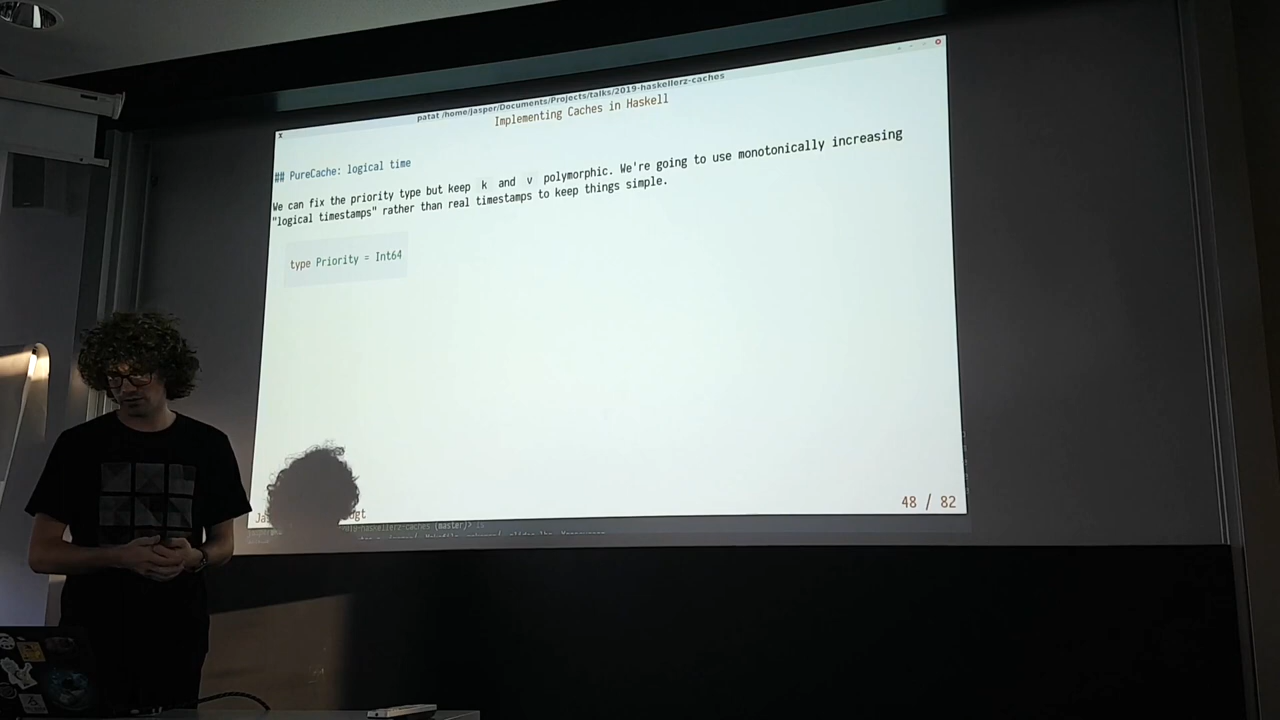 patat /home/jasper/Documents/Projects/talks/2019-haskellerz-caches
Implementing Caches in Haskell
## PureCache: logical time
We can fix the priority type but keep k and v polymorphic. We're going to use monotonically increasing
"logical timestamps" rather than real timestamps to keep things simple.
type Priority = Int64
48 / 82
(master)> ls